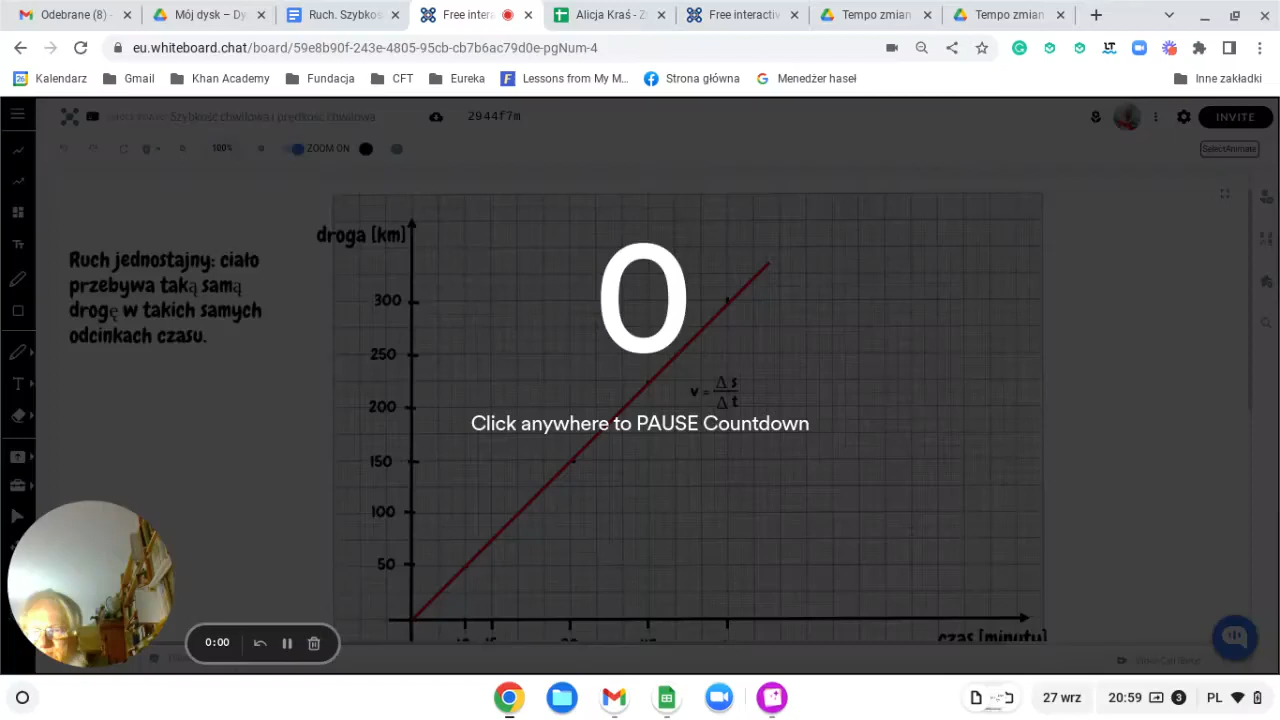 Odebrane (8) -
Mój dysk – Dy
Ruch. Szybkoś
Free intera
Alicja Kraś - Z
Free interactiv
Tempo zmian
Tempo zmian
eu.whiteboard.chat/board/59e8b90f-243e-4805-95cb-cb7b6ac79d0e-pgNum-4
Kalendarz
Gmail
Khan Academy
Fundacja
CFT
Eureka
Lessons from My M...
Strona główna
Menedżer haseł
Inne zakładki
Szybkość chwilowa i prędkość chwilowa
2944f7m
INVITE
100%
ZOOM ON
SelectAnimate
droga [km]
Ruch jednostajny: ciało
przebywa taką samą
drogę w takich samych
odcinkach czasu.
300
250
200
150
100
50
0
v = Δ s
Δ t
Click anywhere to PAUSE Countdown
czas [minuty]
0:00
27 wrz
20:59
3
PL